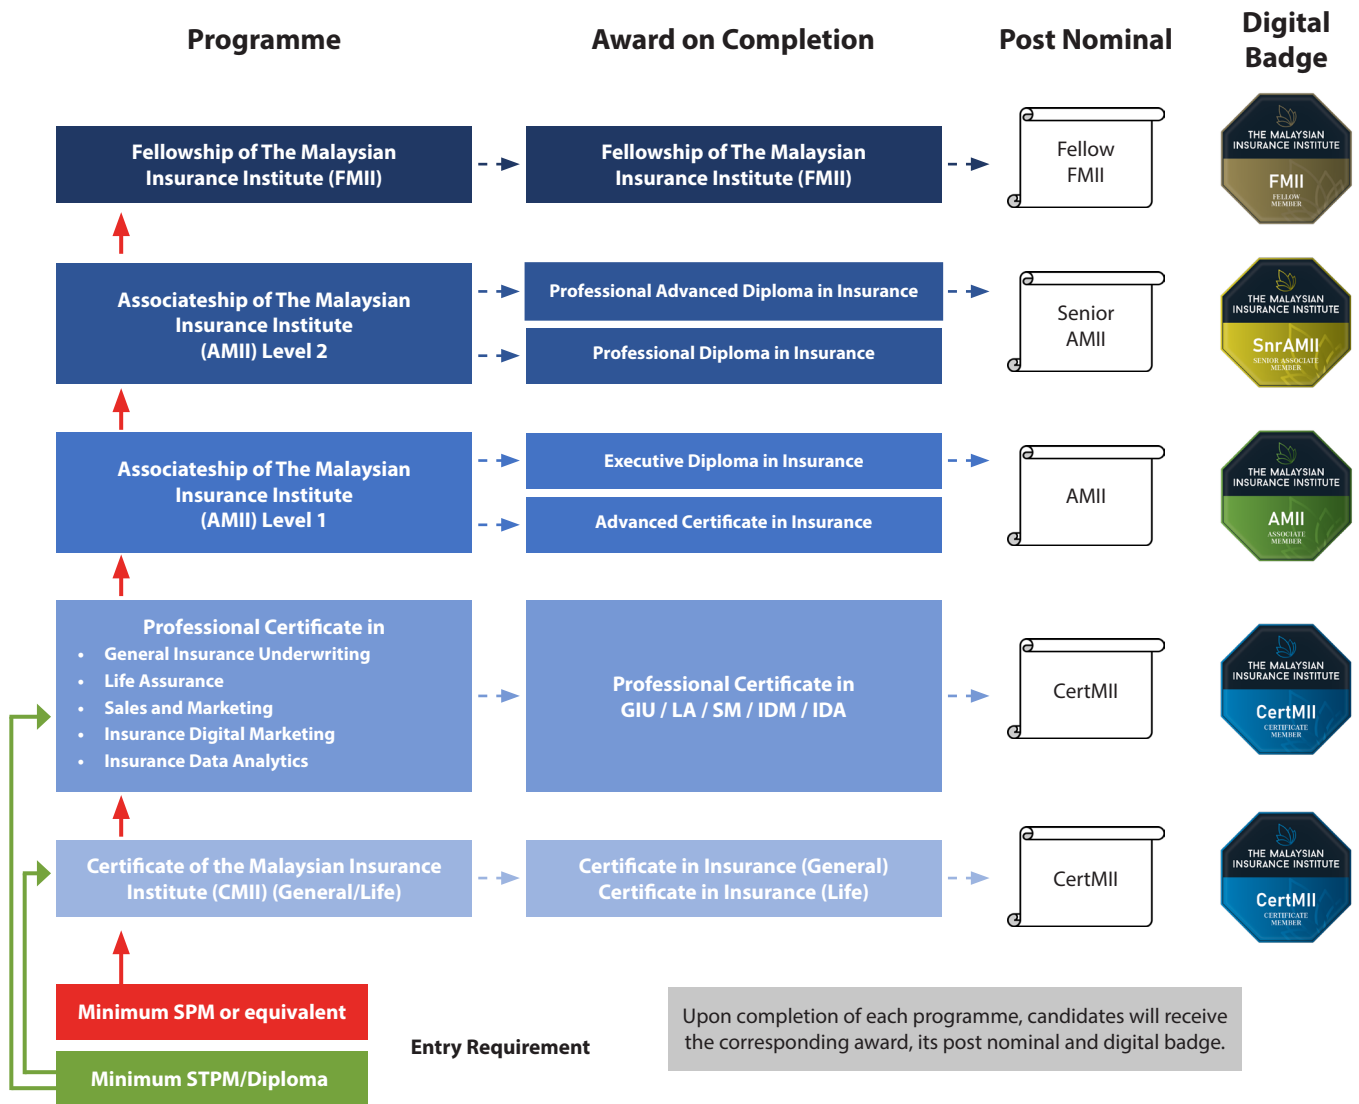 Programme
Award on Completion
Post Nominal
Digital
Badge
Fellowship of The Malaysian
Insurance Institute (FMII)
Fellowship of The Malaysian
Insurance Institute (FMII)
Fellow
FMII
THE MALAYSIAN
INSURANCE INSTITUTE
FMII
FELLOW
MEMBER
Associateship of The Malaysian
Insurance Institute
(AMII) Level 2
Professional Advanced Diploma in Insurance
Professional Diploma in Insurance
Senior
AMII
THE MALAYSIAN
INSURANCE INSTITUTE
SnrAMII
SENIOR ASSOCIATE
MEMBER
Associateship of The Malaysian
Insurance Institute
(AMII) Level 1
Executive Diploma in Insurance
Advanced Certificate in Insurance
AMII
THE MALAYSIAN
INSURANCE INSTITUTE
AMII
ASSOCIATE
MEMBER
Professional Certificate in
• General Insurance Underwriting
• Life Assurance
• Sales and Marketing
• Insurance Digital Marketing
• Insurance Data Analytics
Professional Certificate in
GIU / LA / SM / IDM / IDA
CertMII
THE MALAYSIAN
INSURANCE INSTITUTE
CertMII
CERTIFICATE
MEMBER
Certificate of the Malaysian Insurance
Institute (CMII) (General/Life)
Certificate in Insurance (General)
Certificate in Insurance (Life)
CertMII
THE MALAYSIAN
INSURANCE INSTITUTE
CertMII
CERTIFICATE
MEMBER
Minimum SPM or equivalent
Minimum STPM/Diploma
Entry Requirement
Upon completion of each programme, candidates will receive
the corresponding award, its post nominal and digital badge.